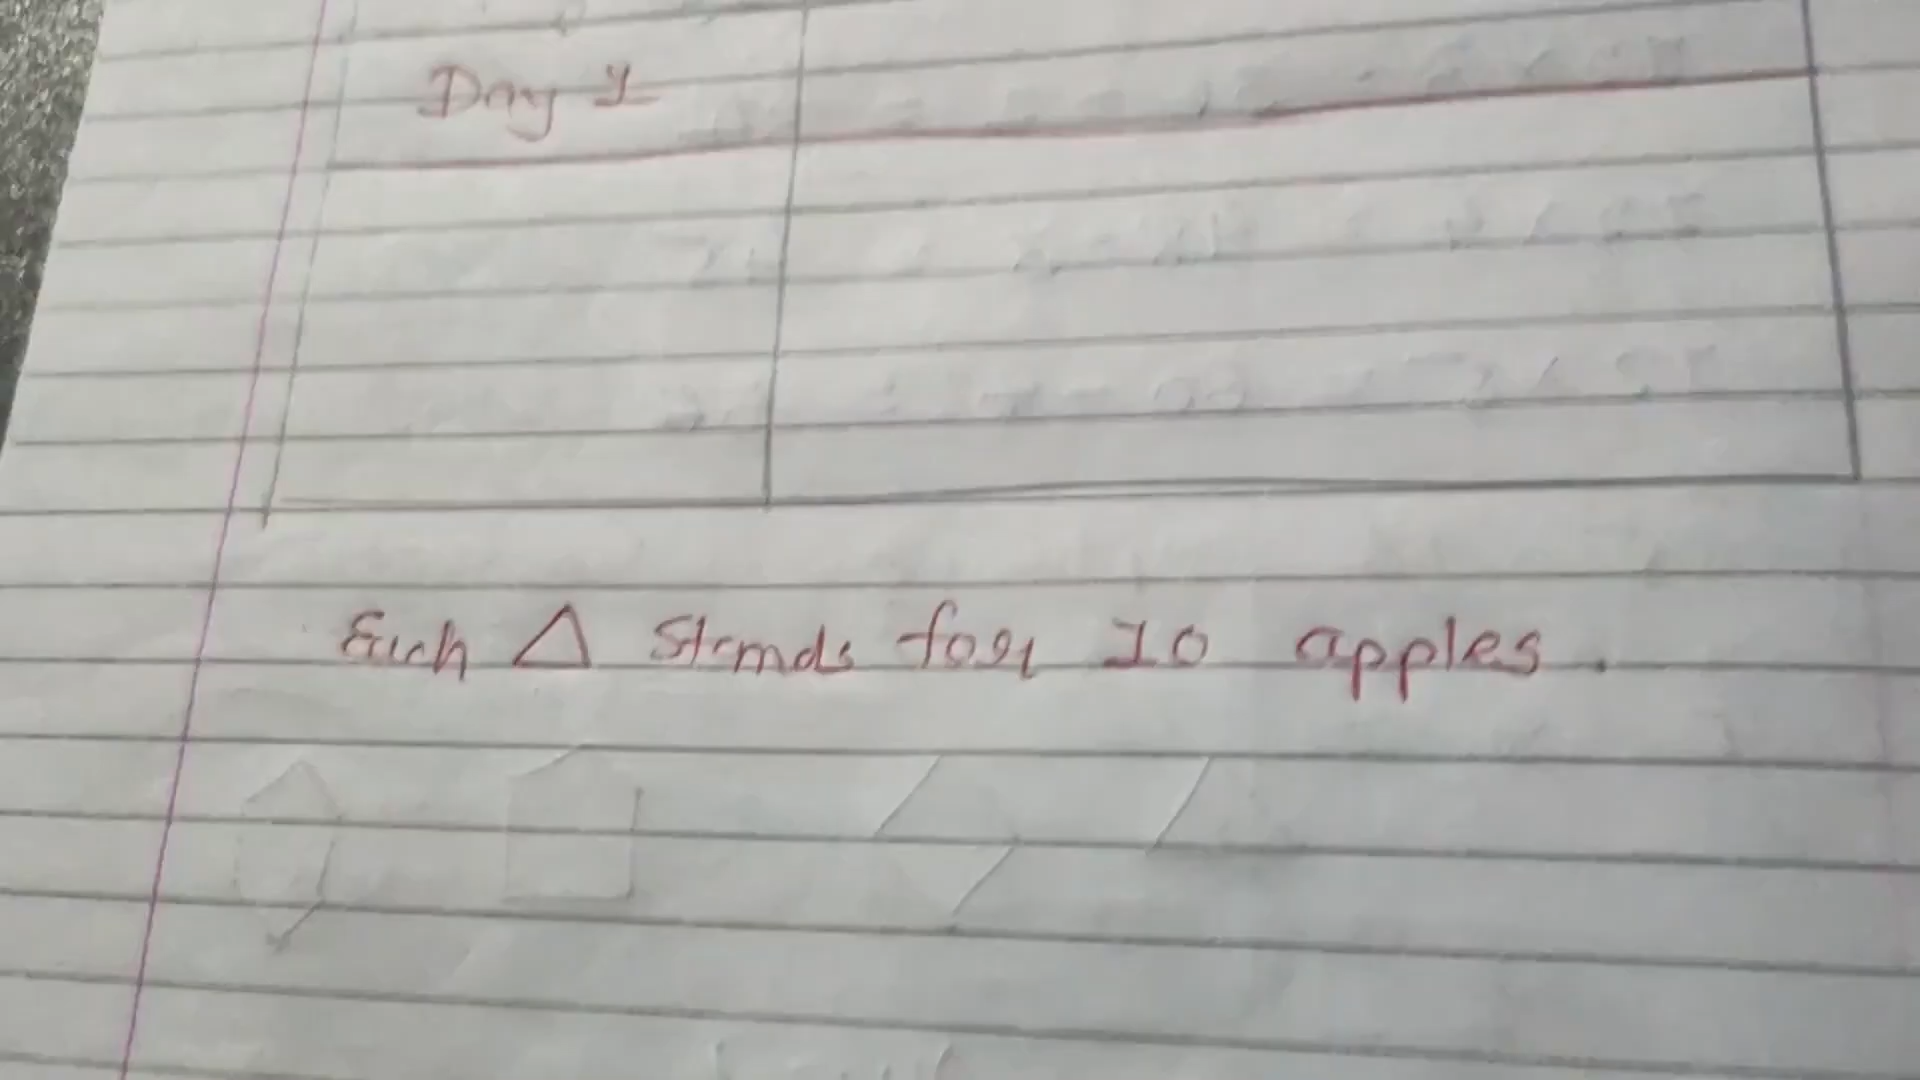 Day 1
Each △ stands for 10 apples.